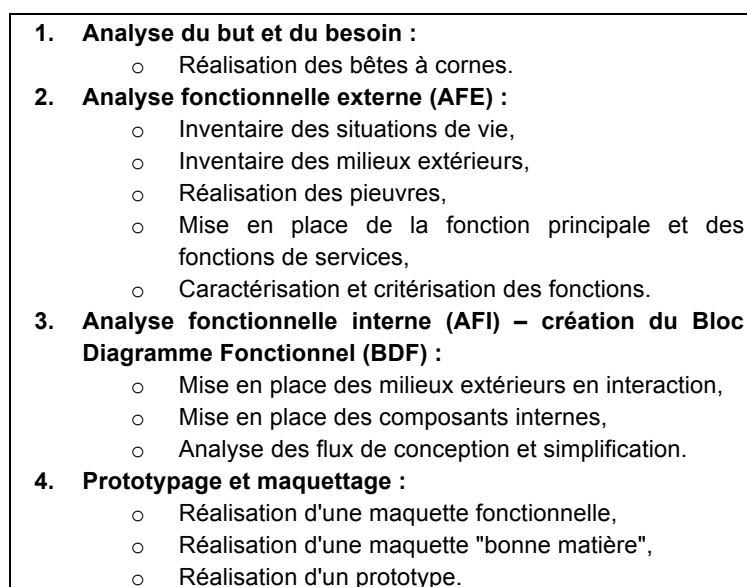 1. Analyse du but et du besoin :
o Réalisation des bêtes à cornes.
2. Analyse fonctionnelle externe (AFE) :
o Inventaire des situations de vie,
o Inventaire des milieux extérieurs,
o Réalisation des pieuvres,
o Mise en place de la fonction principale et des
fonctions de services,
o Caractérisation et critérisation des fonctions.
3. Analyse fonctionnelle interne (AFI) – création du Bloc
Diagramme Fonctionnel (BDF) :
o Mise en place des milieux extérieurs en interaction,
o Mise en place des composants internes,
o Analyse des flux de conception et simplification.
4. Prototypage et maquettage :
o Réalisation d'une maquette fonctionnelle,
o Réalisation d'une maquette "bonne matière",
o Réalisation d'un prototype.